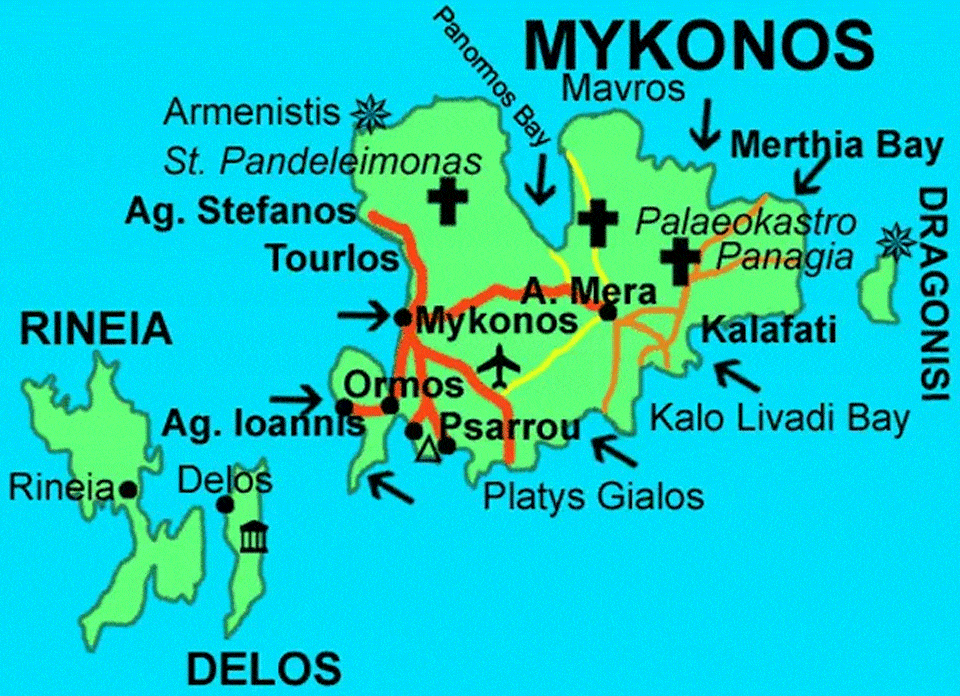 MYKONOS
Panormos Bay
Mavros
Armenistis
Merthia Bay
St. Pandeleimonas
Ag. Stefanos
Palaeokastro
DRAGONISI
Tourlos
Panagia
A. Mera
Mykonos
RINEIA
Kalafati
Ormos
Ag. Ioannis
Psarrou
Kalo Livadi Bay
Rineia
Delos
Platys Gialos
DELOS